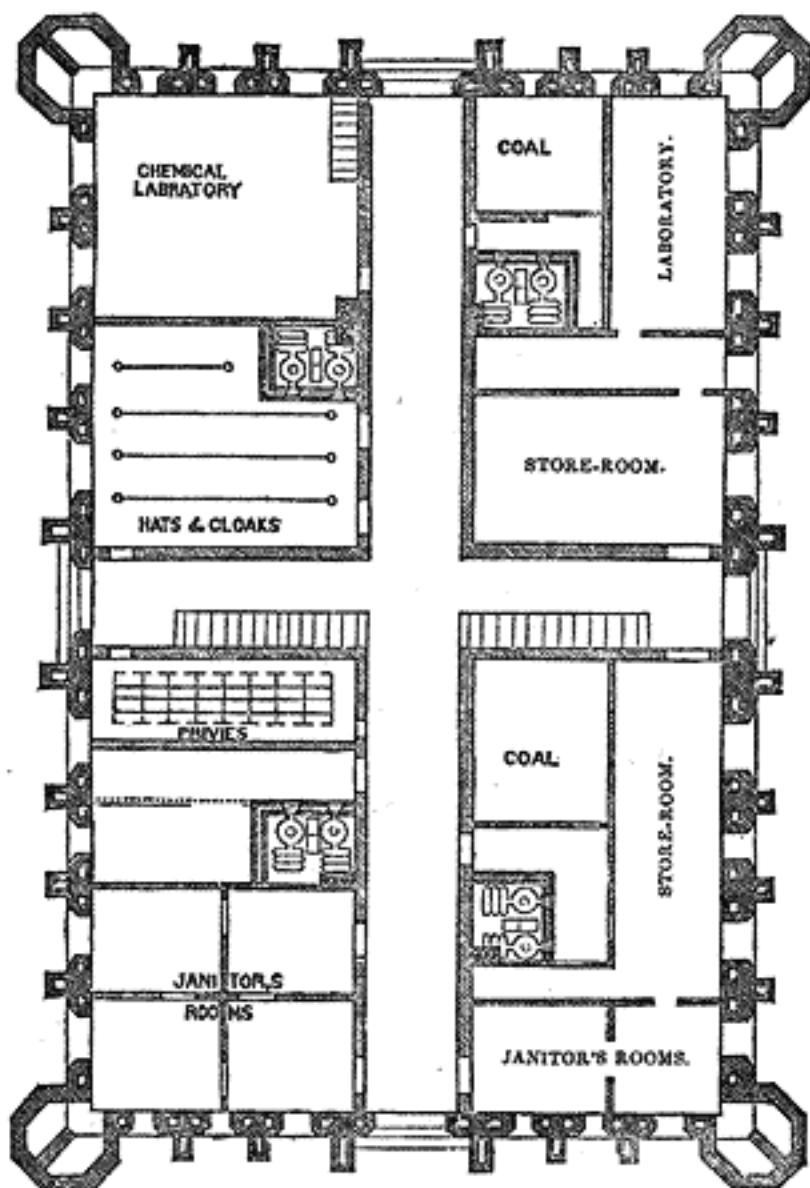 CHEMICAL
LABRATORY
COAL
LABORATORY.
HATS & CLOAKS
STORE-ROOM.
PRIVIES
COAL
STORE-ROOM.
JANITOR,S
ROOMS
JANITOR'S ROOMS.